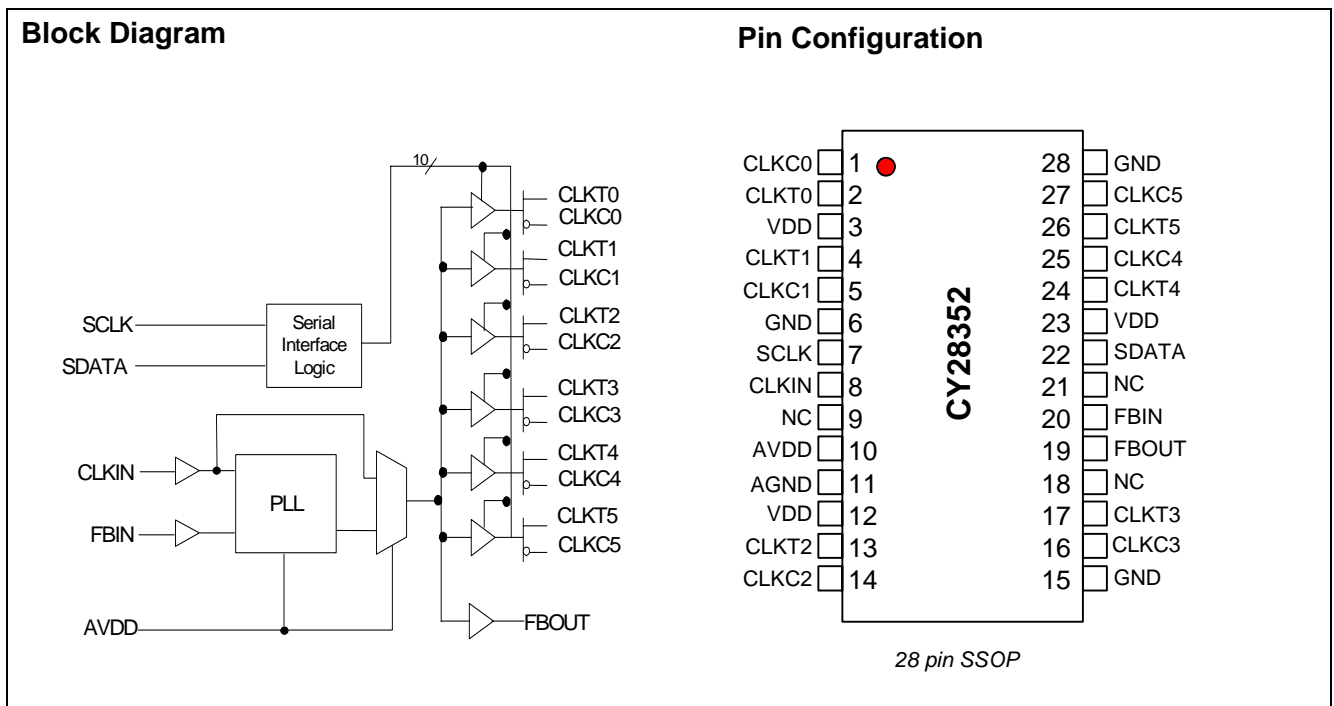 Block Diagram
10
CLKT0
CLKC0
CLKT1
CLKC1
CLKT2
CLKC2
CLKT3
CLKC3
CLKT4
CLKC4
CLKT5
CLKC5
SCLK
SDATA
Serial
Interface
Logic
CLKIN
FBIN
PLL
AVDD
FBOUT
Pin Configuration
CLKC0 1
CLKT0 2
VDD 3
CLKT1 4
CLKC1 5
GND 6
SCLK 7
CLKIN 8
NC 9
AVDD 10
AGND 11
VDD 12
CLKT2 13
CLKC2 14
CY28352
28 GND
27 CLKC5
26 CLKT5
25 CLKC4
24 CLKT4
23 VDD
22 SDATA
21 NC
20 FBIN
19 FBOUT
18 NC
17 CLKT3
16 CLKC3
15 GND
28 pin SSOP